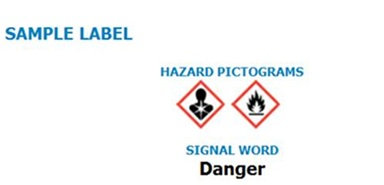 SAMPLE LABEL
HAZARD PICTOGRAMS
SIGNAL WORD
Danger